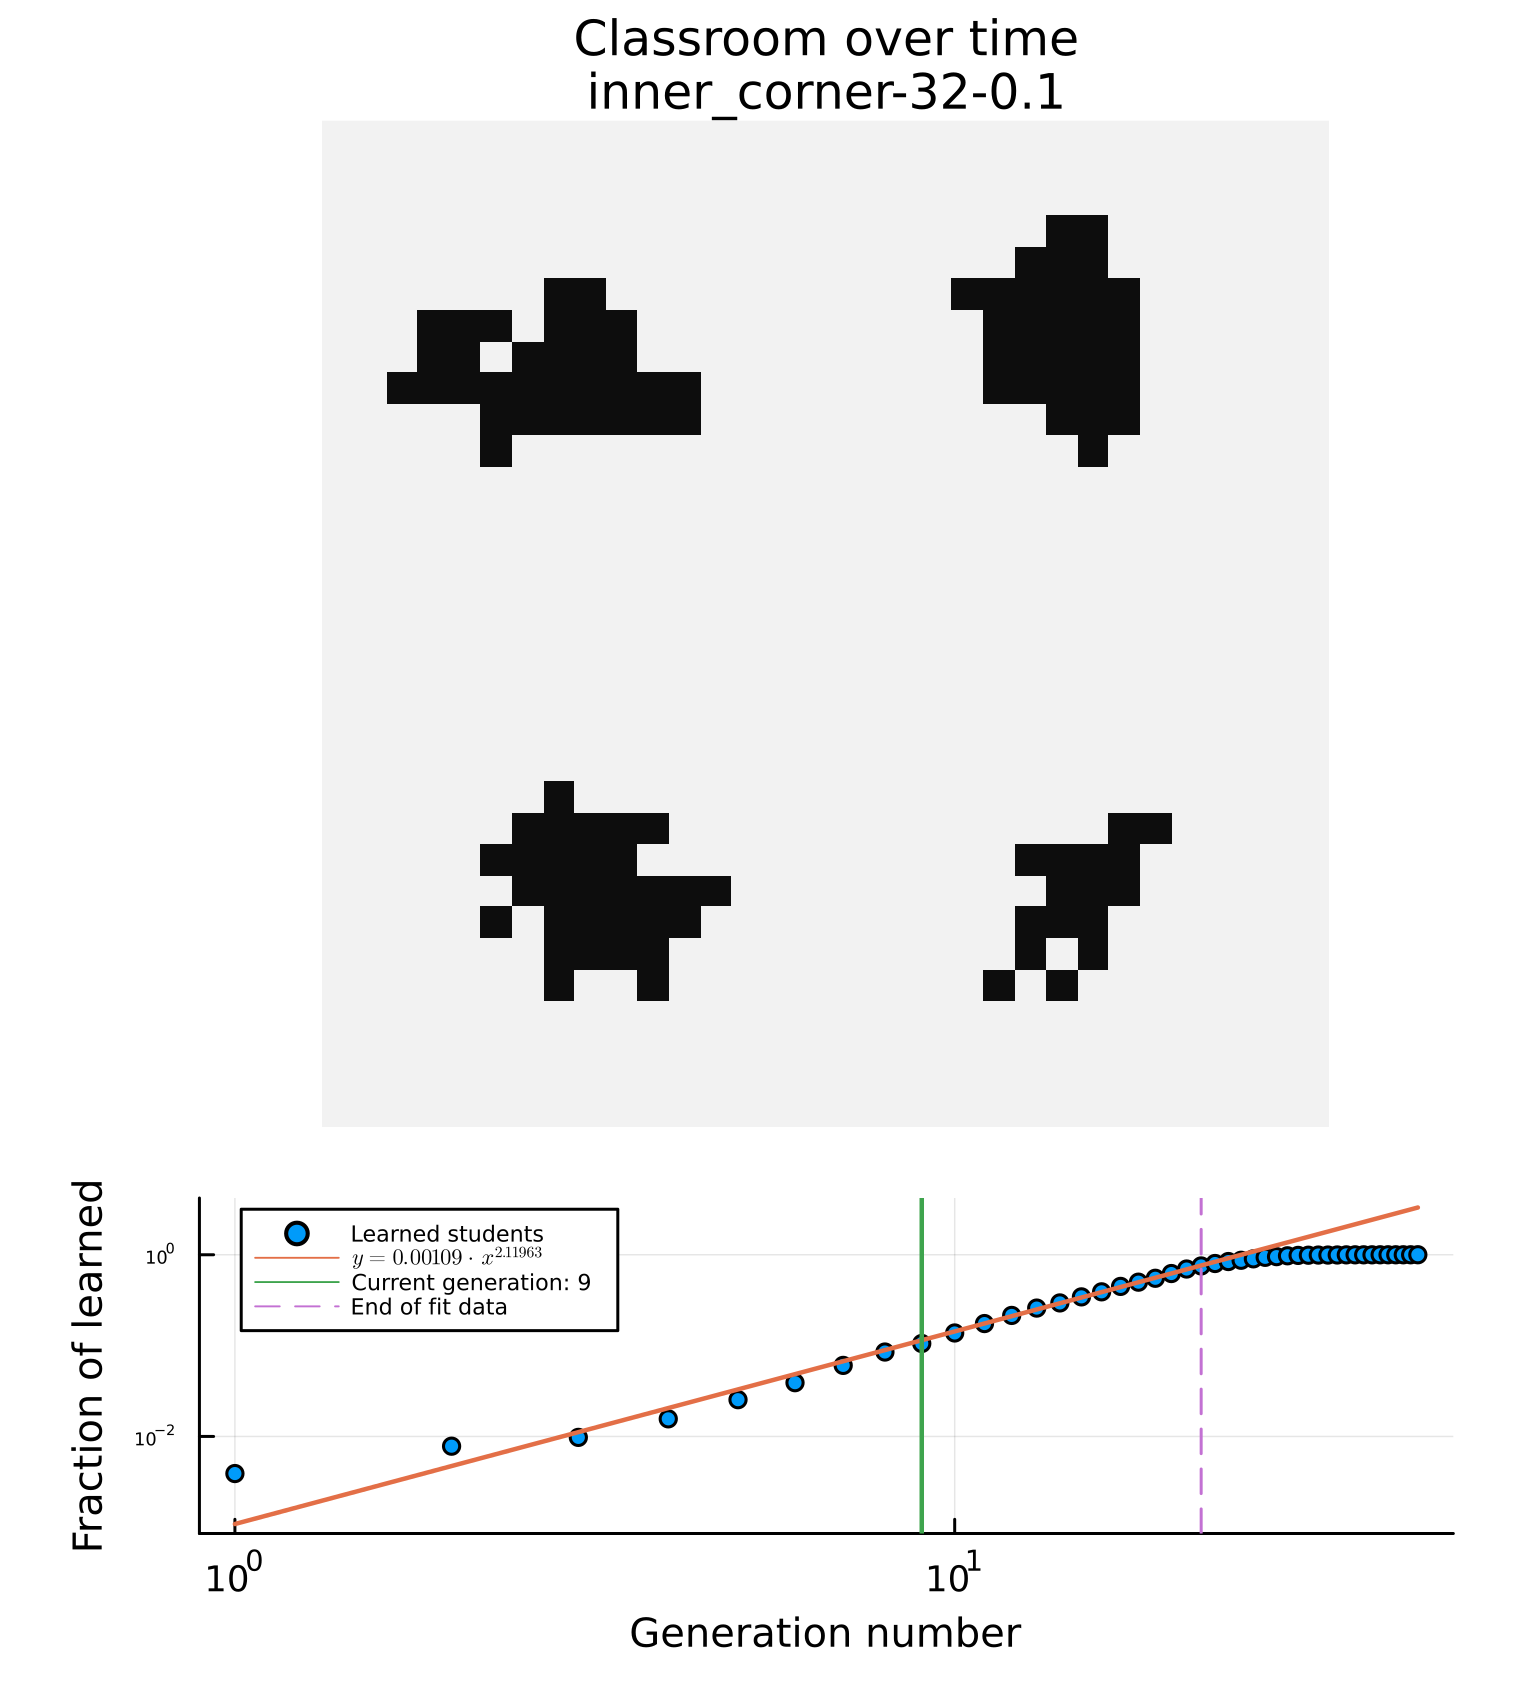 Classroom over time
inner_corner-32-0.1
Fraction of learned
10^0
10^-2
Learned students
y = 0.00109 · x^2.11963
Current generation: 9
End of fit data
10^0
10^1
Generation number